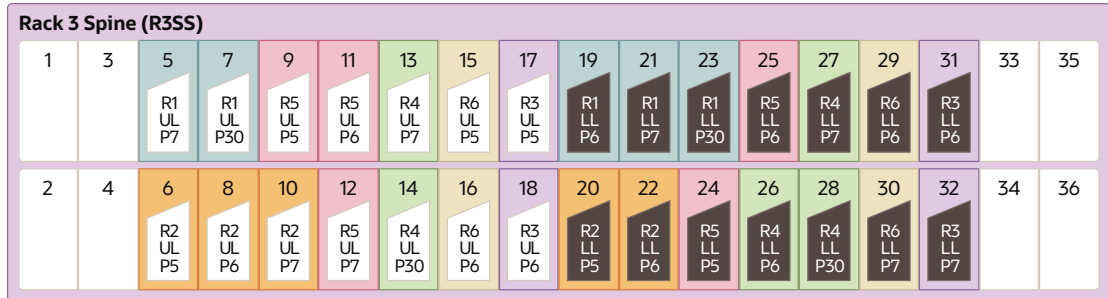 Rack 3 Spine (R3SS)
1 3 5 7 9 11 13 15 17 19 21 23 25 27 29 31 33 35
R1 R1 R5 R5 R4 R6 R3 R1 R1 R1 R5 R4 R6 R3
UL UL UL UL UL UL UL LL LL LL LL LL LL LL
P7 P30 P5 P6 P7 P5 P5 P6 P7 P30 P6 P7 P6 P6
2 4 6 8 10 12 14 16 18 20 22 24 26 28 30 32 34 36
R2 R2 R2 R5 R4 R6 R3 R2 R2 R5 R4 R4 R6 R3
UL UL UL UL UL UL UL LL LL LL LL LL LL LL
P5 P6 P7 P7 P30 P6 P6 P5 P6 P5 P6 P30 P7 P7